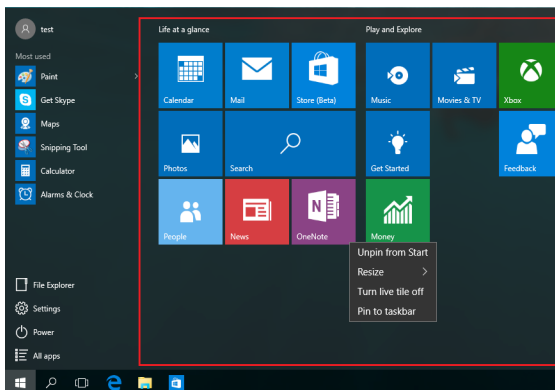 test
Most used
Paint
Get Skype
Maps
Snipping Tool
Calculator
Alarms & Clock
File Explorer
Settings
Power
All apps
Life at a glance
Calendar
Mail
Store (Beta)
Photos
Search
People
News
OneNote
Play and Explore
Music
Movies & TV
Xbox
Get Started
Feedback
Money
Unpin from Start
Resize
Turn live tile off
Pin to taskbar